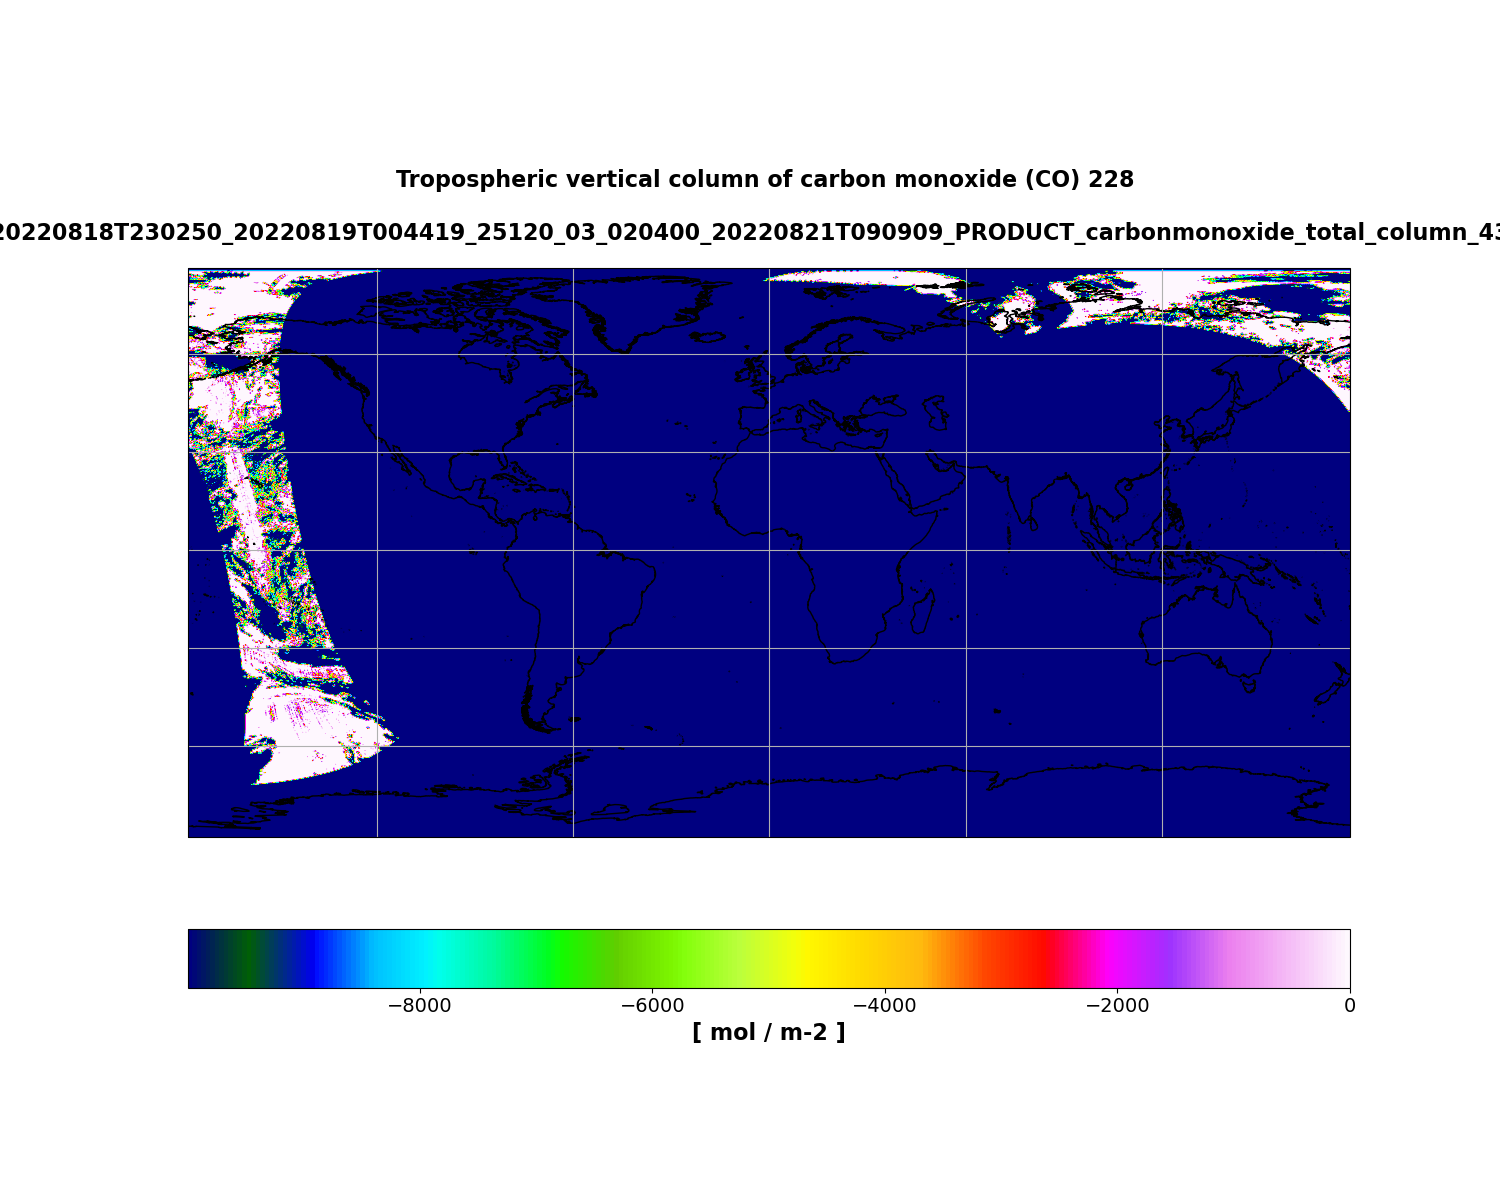 Tropospheric vertical column of carbon monoxide (CO) 228
20220818T230250_20220819T004419_25120_03_020400_20220821T090909_PRODUCT_carbonmonoxide_total_column_43
−8000 −6000 −4000 −2000 0
[ mol / m-2 ]